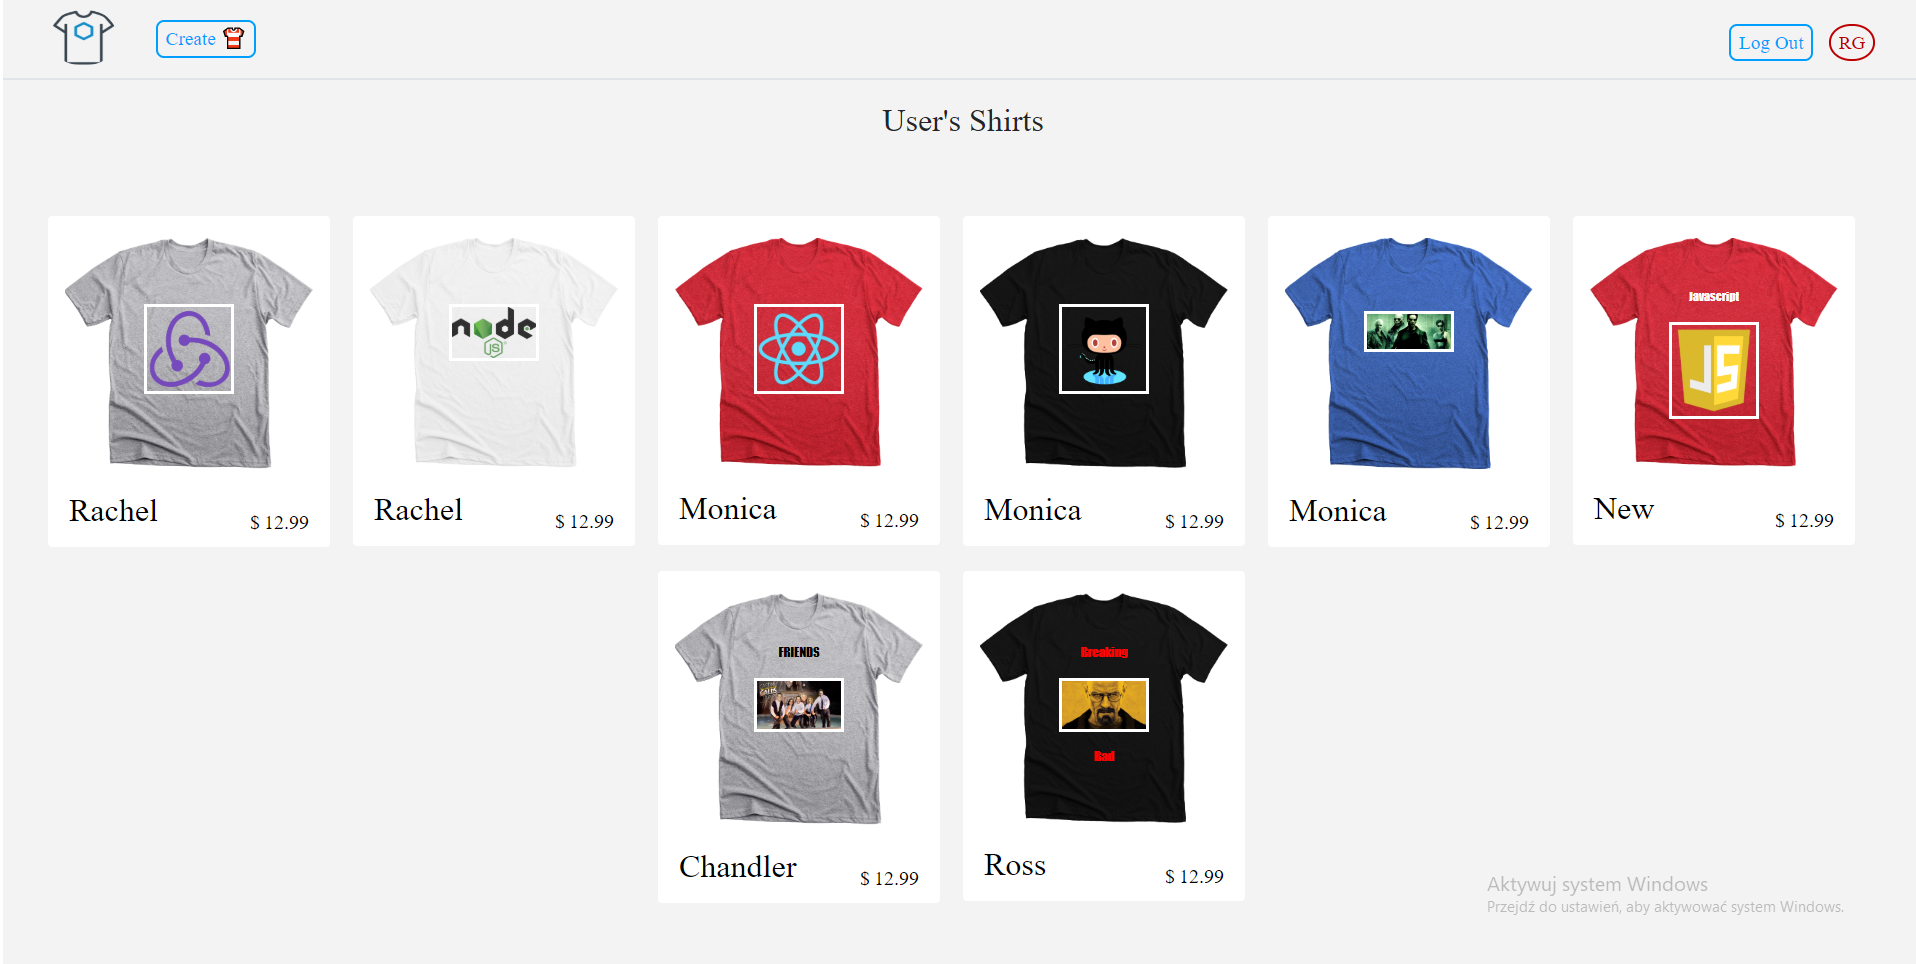 Create
Log Out
RG
User's Shirts
node
JS
Javascript
JS
Rachel
$ 12.99
Rachel
$ 12.99
Monica
$ 12.99
Monica
$ 12.99
Monica
$ 12.99
New
$ 12.99
FRIENDS
Breaking
Bad
Chandler
$ 12.99
Ross
$ 12.99
Aktywuj system Windows
Przejdź do ustawień, aby aktywować system Windows.